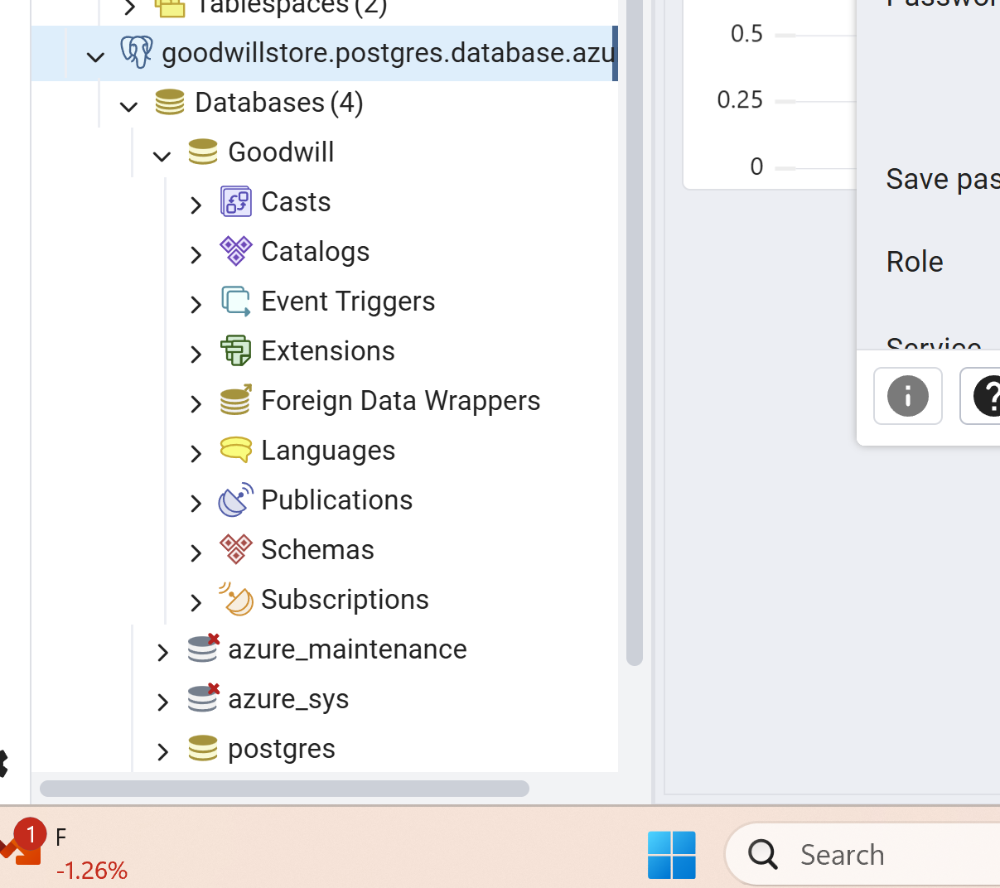 Tablespaces (2)
goodwillstore.postgres.database.azu
Databases (4)
Goodwill
Casts
Catalogs
Event Triggers
Extensions
Foreign Data Wrappers
Languages
Publications
Schemas
Subscriptions
azure_maintenance
azure_sys
postgres
0.5
0.25
0
Passwor
Save pas
Role
Service
1
F
-1.26%
Search